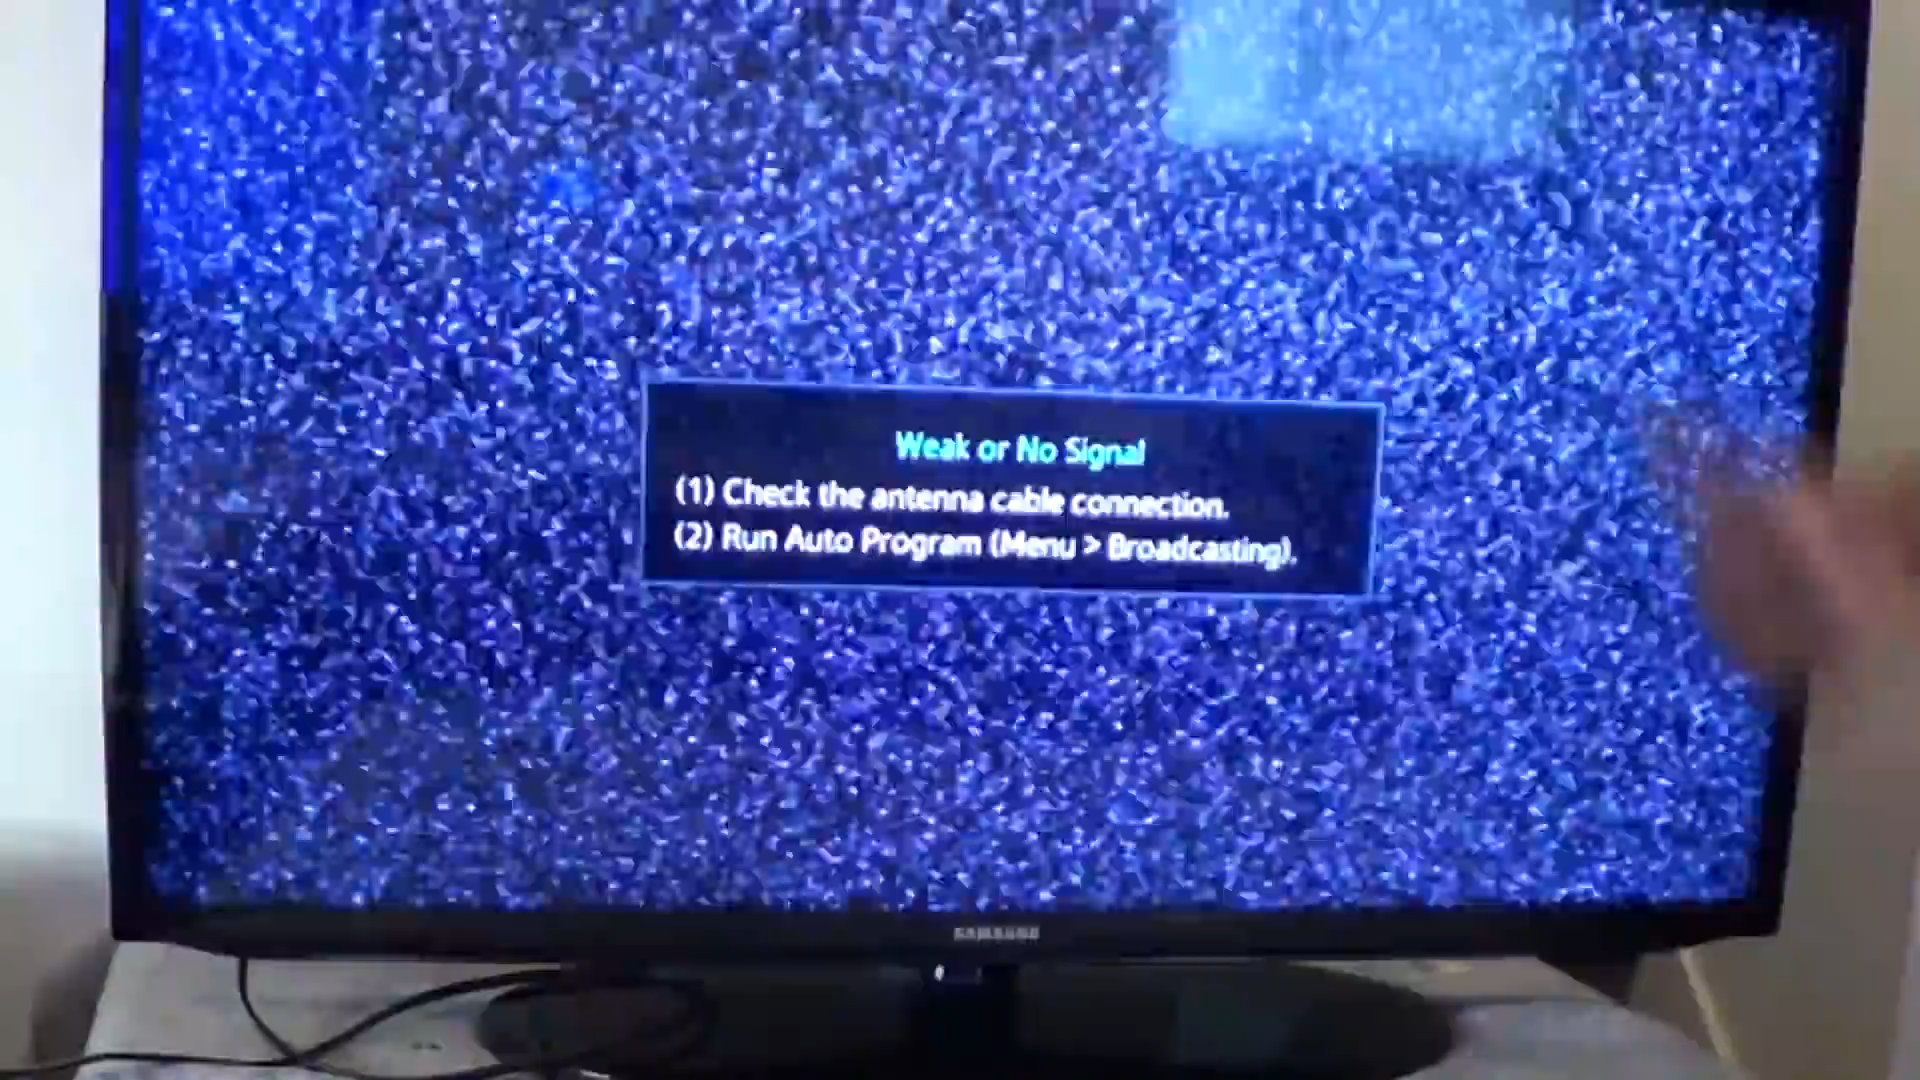 Weak or No Signal
(1) Check the antenna cable connection.
(2) Run Auto Program (Menu > Broadcasting).
SAMSUNG